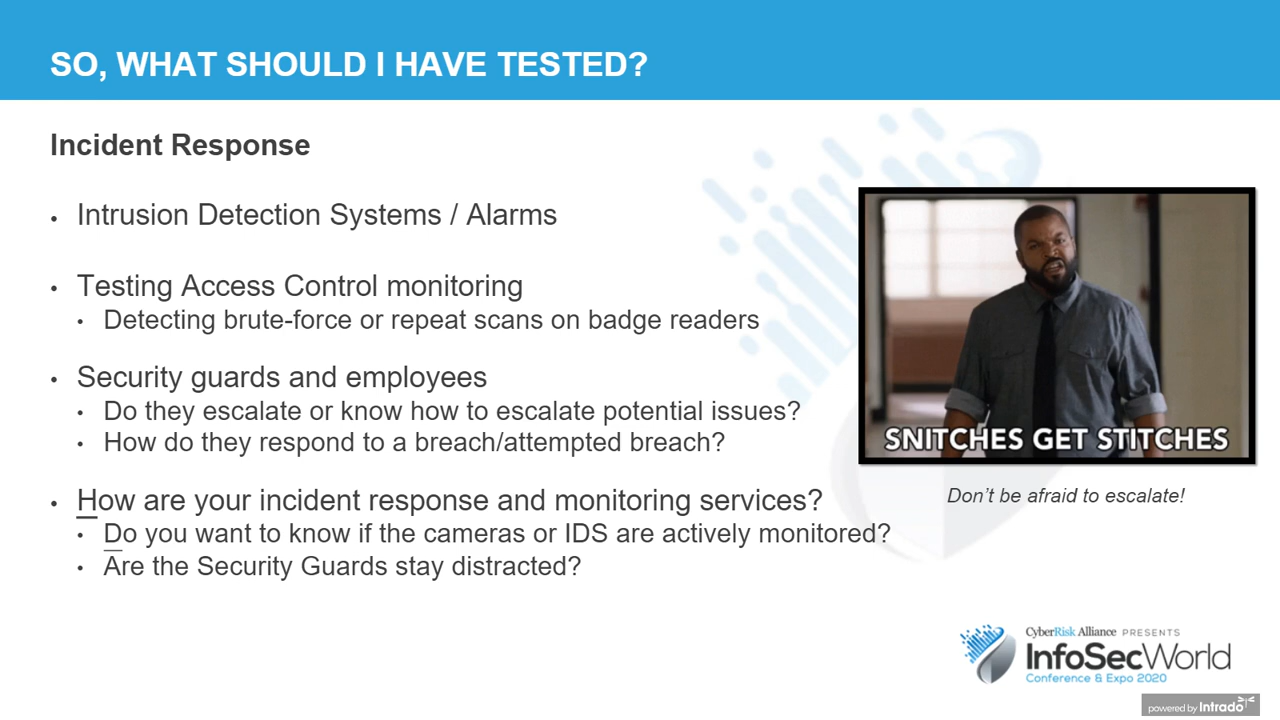 SO, WHAT SHOULD I HAVE TESTED?
Incident Response
• Intrusion Detection Systems / Alarms
• Testing Access Control monitoring
• Detecting brute-force or repeat scans on badge readers
• Security guards and employees
• Do they escalate or know how to escalate potential issues?
• How do they respond to a breach/attempted breach?
• How are your incident response and monitoring services?
• Do you want to know if the cameras or IDS are actively monitored?
• Are the Security Guards stay distracted?
SNITCHES GET STITCHES
Don't be afraid to escalate!
CyberRisk Alliance PRESENTS
InfoSecWorld
Conference & Expo 2020
powered by Intrado